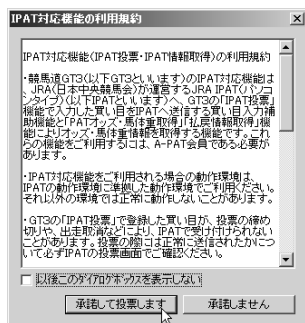 IPAT対応機能の利用規約
IPAT対応機能(IPAT投票・IPAT情報取得)の利用規約
・競馬道GT3(以下GT3といいます)のIPAT対応機能は
、JRA(日本中央競馬会)が運営するJRA IPAT(パソコ
ンタイプ)(以下IPATといいます)へ、GT3の「IPAT投票」
機能で入力した買い目をIPATへ送信する買い目入力補
助機能と「PATオッズ・馬体重取得」「払戻情報取得」機
能によりオッズ・馬体重情報を取得する機能です。これ
らの機能をご利用するには、A-PAT会員である必要が
あります。
・IPAT対応機能をご利用される場合の動作環境は、
IPATの動作環境に準拠した動作環境でご利用ください。
それ以外の環境では正常に動作しないことがあります。
・GT3の「IPAT投票」で登録した買い目が、投票の締め
切りや、出走取消などにより、IPATで受け付けられない
ことがあります。投票の際には正常に送信されたかにつ
いて必ずIPATの投票画面でご確認ください。
以後このダイアログボックスを表示しない
承諾して投票します
承諾しません